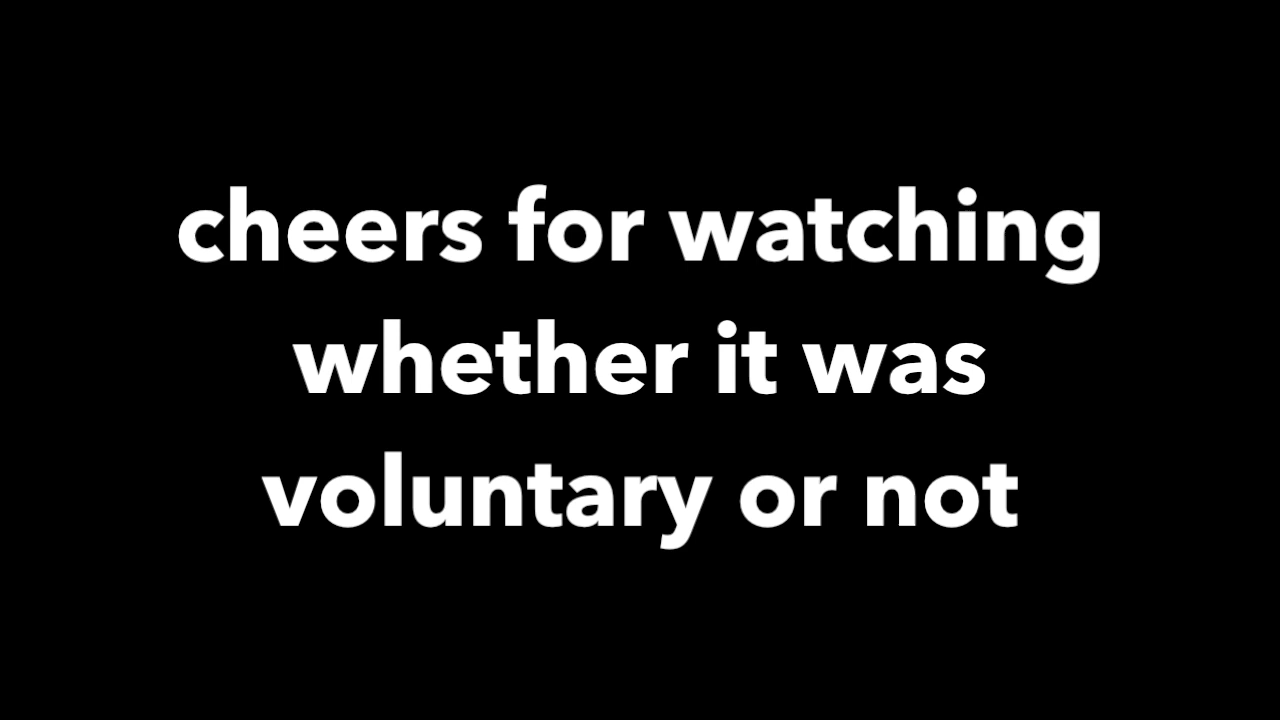 cheers for watching
whether it was
voluntary or not